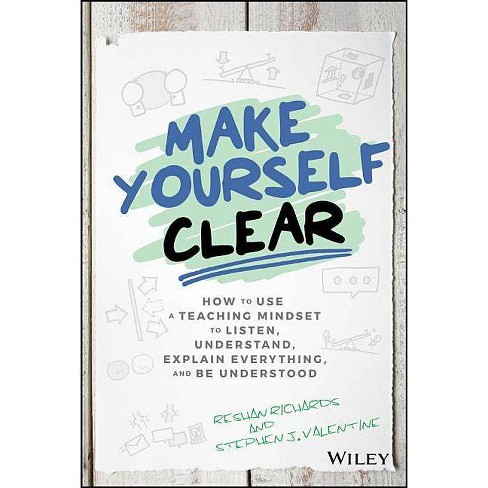 MAKE
YOURSELF
CLEAR
HOW TO USE
A TEACHING MINDSET
TO LISTEN,
UNDERSTAND,
EXPLAIN EVERYTHING,
AND BE UNDERSTOOD
RESHAN RICHARDS
AND
STEPHEN J. VALENTINE
WILEY